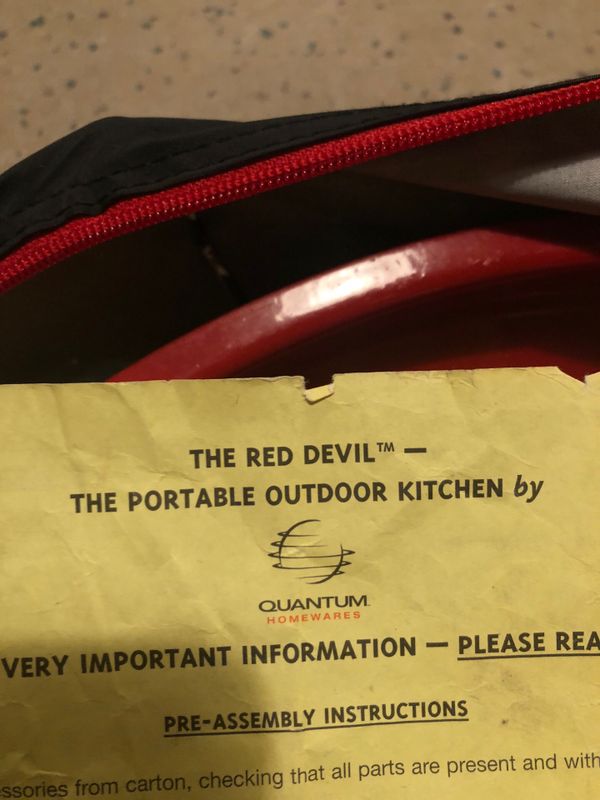 THE RED DEVIL™ —
THE PORTABLE OUTDOOR KITCHEN by
QUANTUM
HOMEWARES
VERY IMPORTANT INFORMATION — PLEASE REA
PRE-ASSEMBLY INSTRUCTIONS
ssories from carton, checking that all parts are present and with